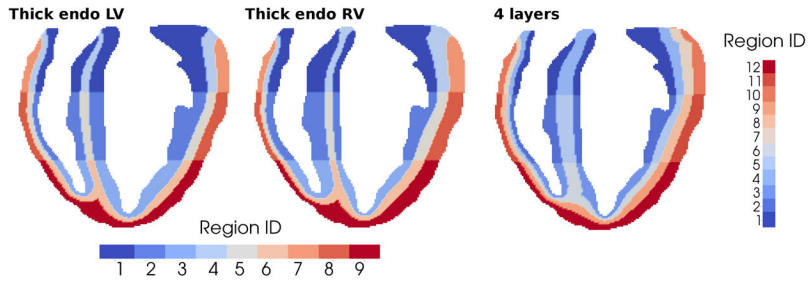 Thick endo LV
Thick endo RV
4 layers
Region ID
12
11
10
9
8
7
6
5
4
3
2
1
Region ID
1 2 3 4 5 6 7 8 9